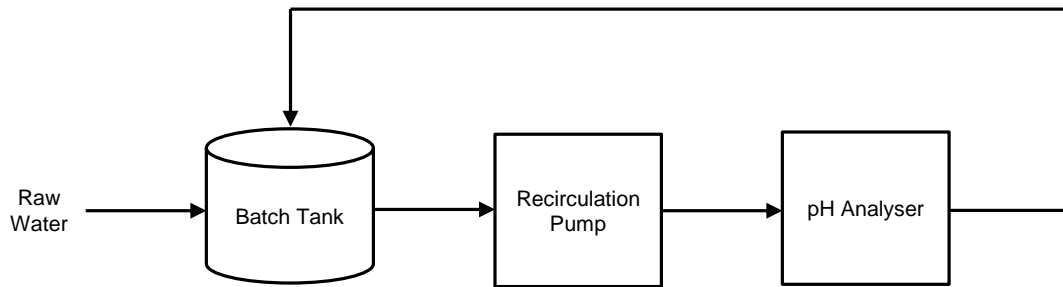 Raw
Water
Batch Tank
Recirculation
Pump
pH Analyser